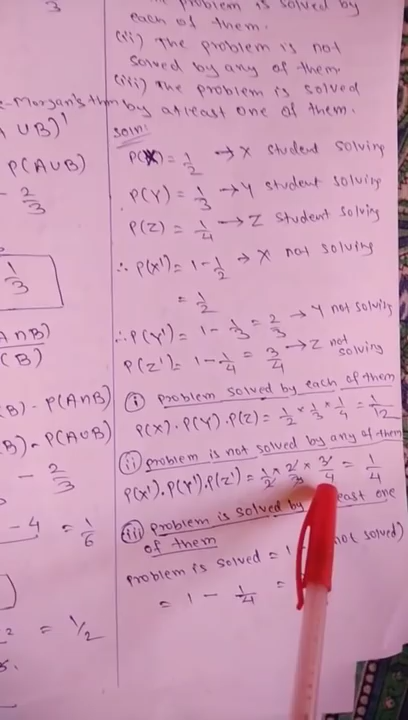 3
problem is solved by
each of them.
(ii) The problem is not
solved by any of them
(iii) The problem is solved
by atleast one of them.
Morgan's thm
∪B)'
P(A∪B)
2/3
1/3
A∩B)
(B)
B) - P(A∩B)
B) - P(A∪B)
- 2/3
- 4 = 1/6
= 1/2
Soln:
P(X) = 1/2 → X student solving
P(Y) = 1/3 → Y student solving
P(Z) = 1/4 → Z student solving
∴ P(X') = 1 - 1/2 → X not solving
= 1/2
∴ P(Y') = 1 - 1/3 = 2/3 → Y not solving
P(Z') = 1 - 1/4 = 3/4 → Z not solving
(i) problem solved by each of them
P(X) . P(Y) . P(Z) = 1/2 × 1/3 × 1/4 = 1/12
(ii) problem is not solved by any of them
P(X') . P(Y') . P(Z') = 1/2 × 2/3 × 3/4 = 1/4
(iii) problem is solved by least one
of them
problem is solved = 1 not solved)
= 1 - 1/4 =